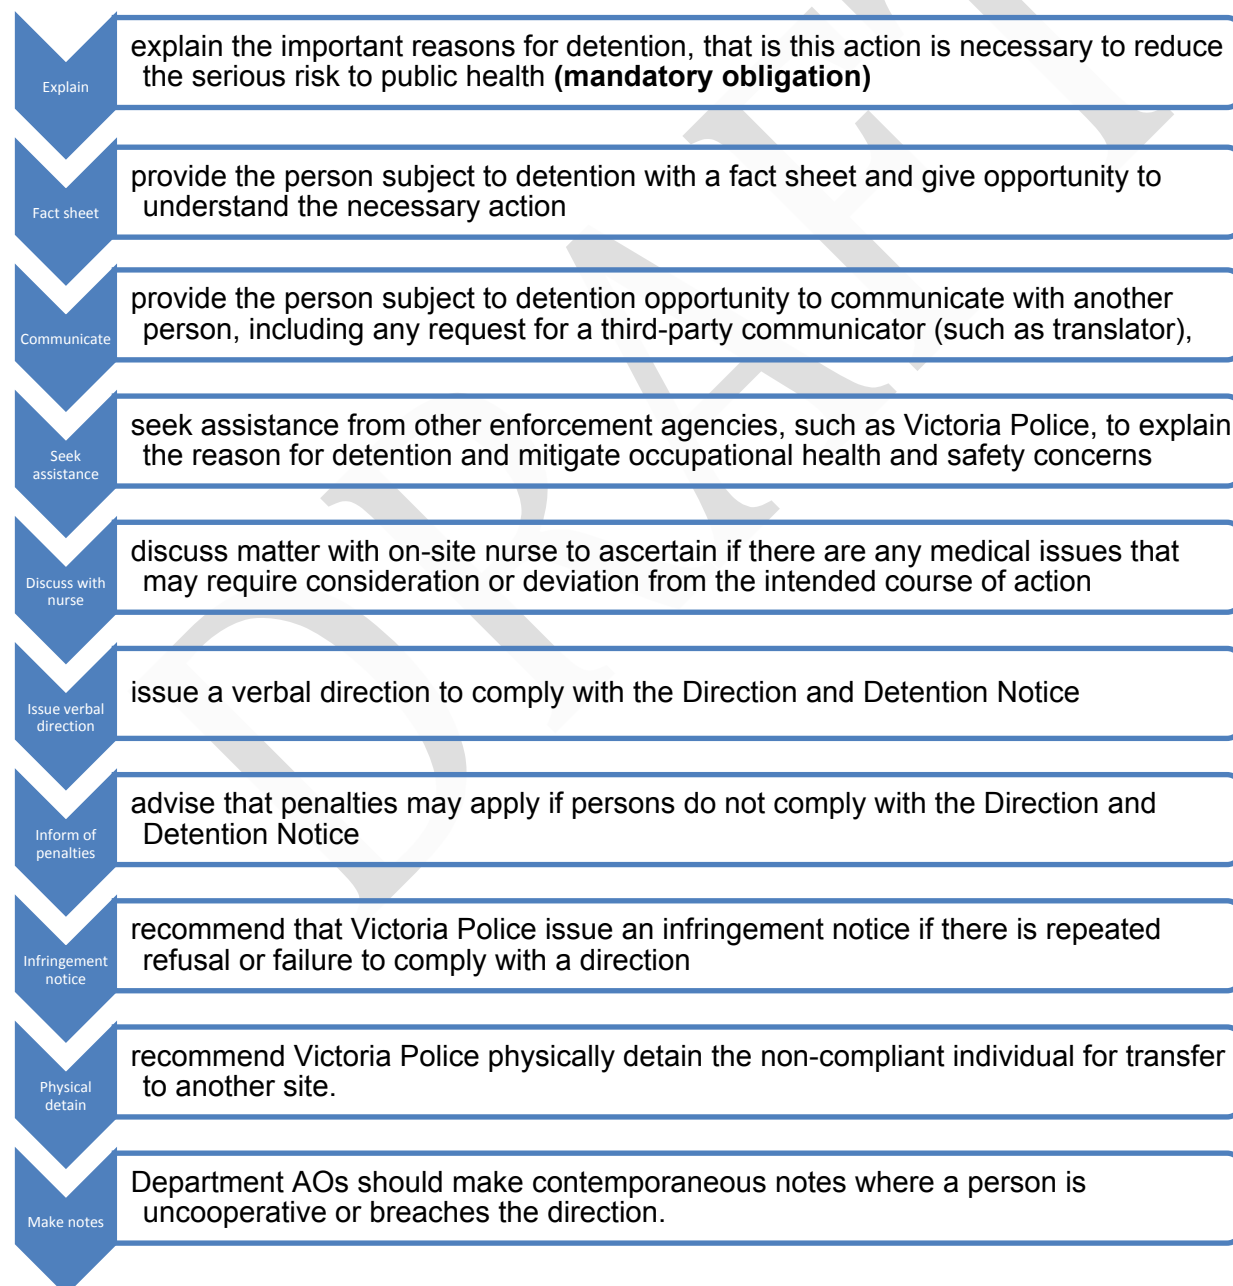 Explain
explain the important reasons for detention, that is this action is necessary to reduce
the serious risk to public health (mandatory obligation)
Fact sheet
provide the person subject to detention with a fact sheet and give opportunity to
understand the necessary action
Communicate
provide the person subject to detention opportunity to communicate with another
person, including any request for a third-party communicator (such as translator),
Seek
assistance
seek assistance from other enforcement agencies, such as Victoria Police, to explain
the reason for detention and mitigate occupational health and safety concerns
Discuss with
nurse
discuss matter with on-site nurse to ascertain if there are any medical issues that
may require consideration or deviation from the intended course of action
Issue verbal
direction
issue a verbal direction to comply with the Direction and Detention Notice
Inform of
penalties
advise that penalties may apply if persons do not comply with the Direction and
Detention Notice
Infringement
notice
recommend that Victoria Police issue an infringement notice if there is repeated
refusal or failure to comply with a direction
Physical
detain
recommend Victoria Police physically detain the non-compliant individual for transfer
to another site.
Make notes
Department AOs should make contemporaneous notes where a person is
uncooperative or breaches the direction.
DRAFT